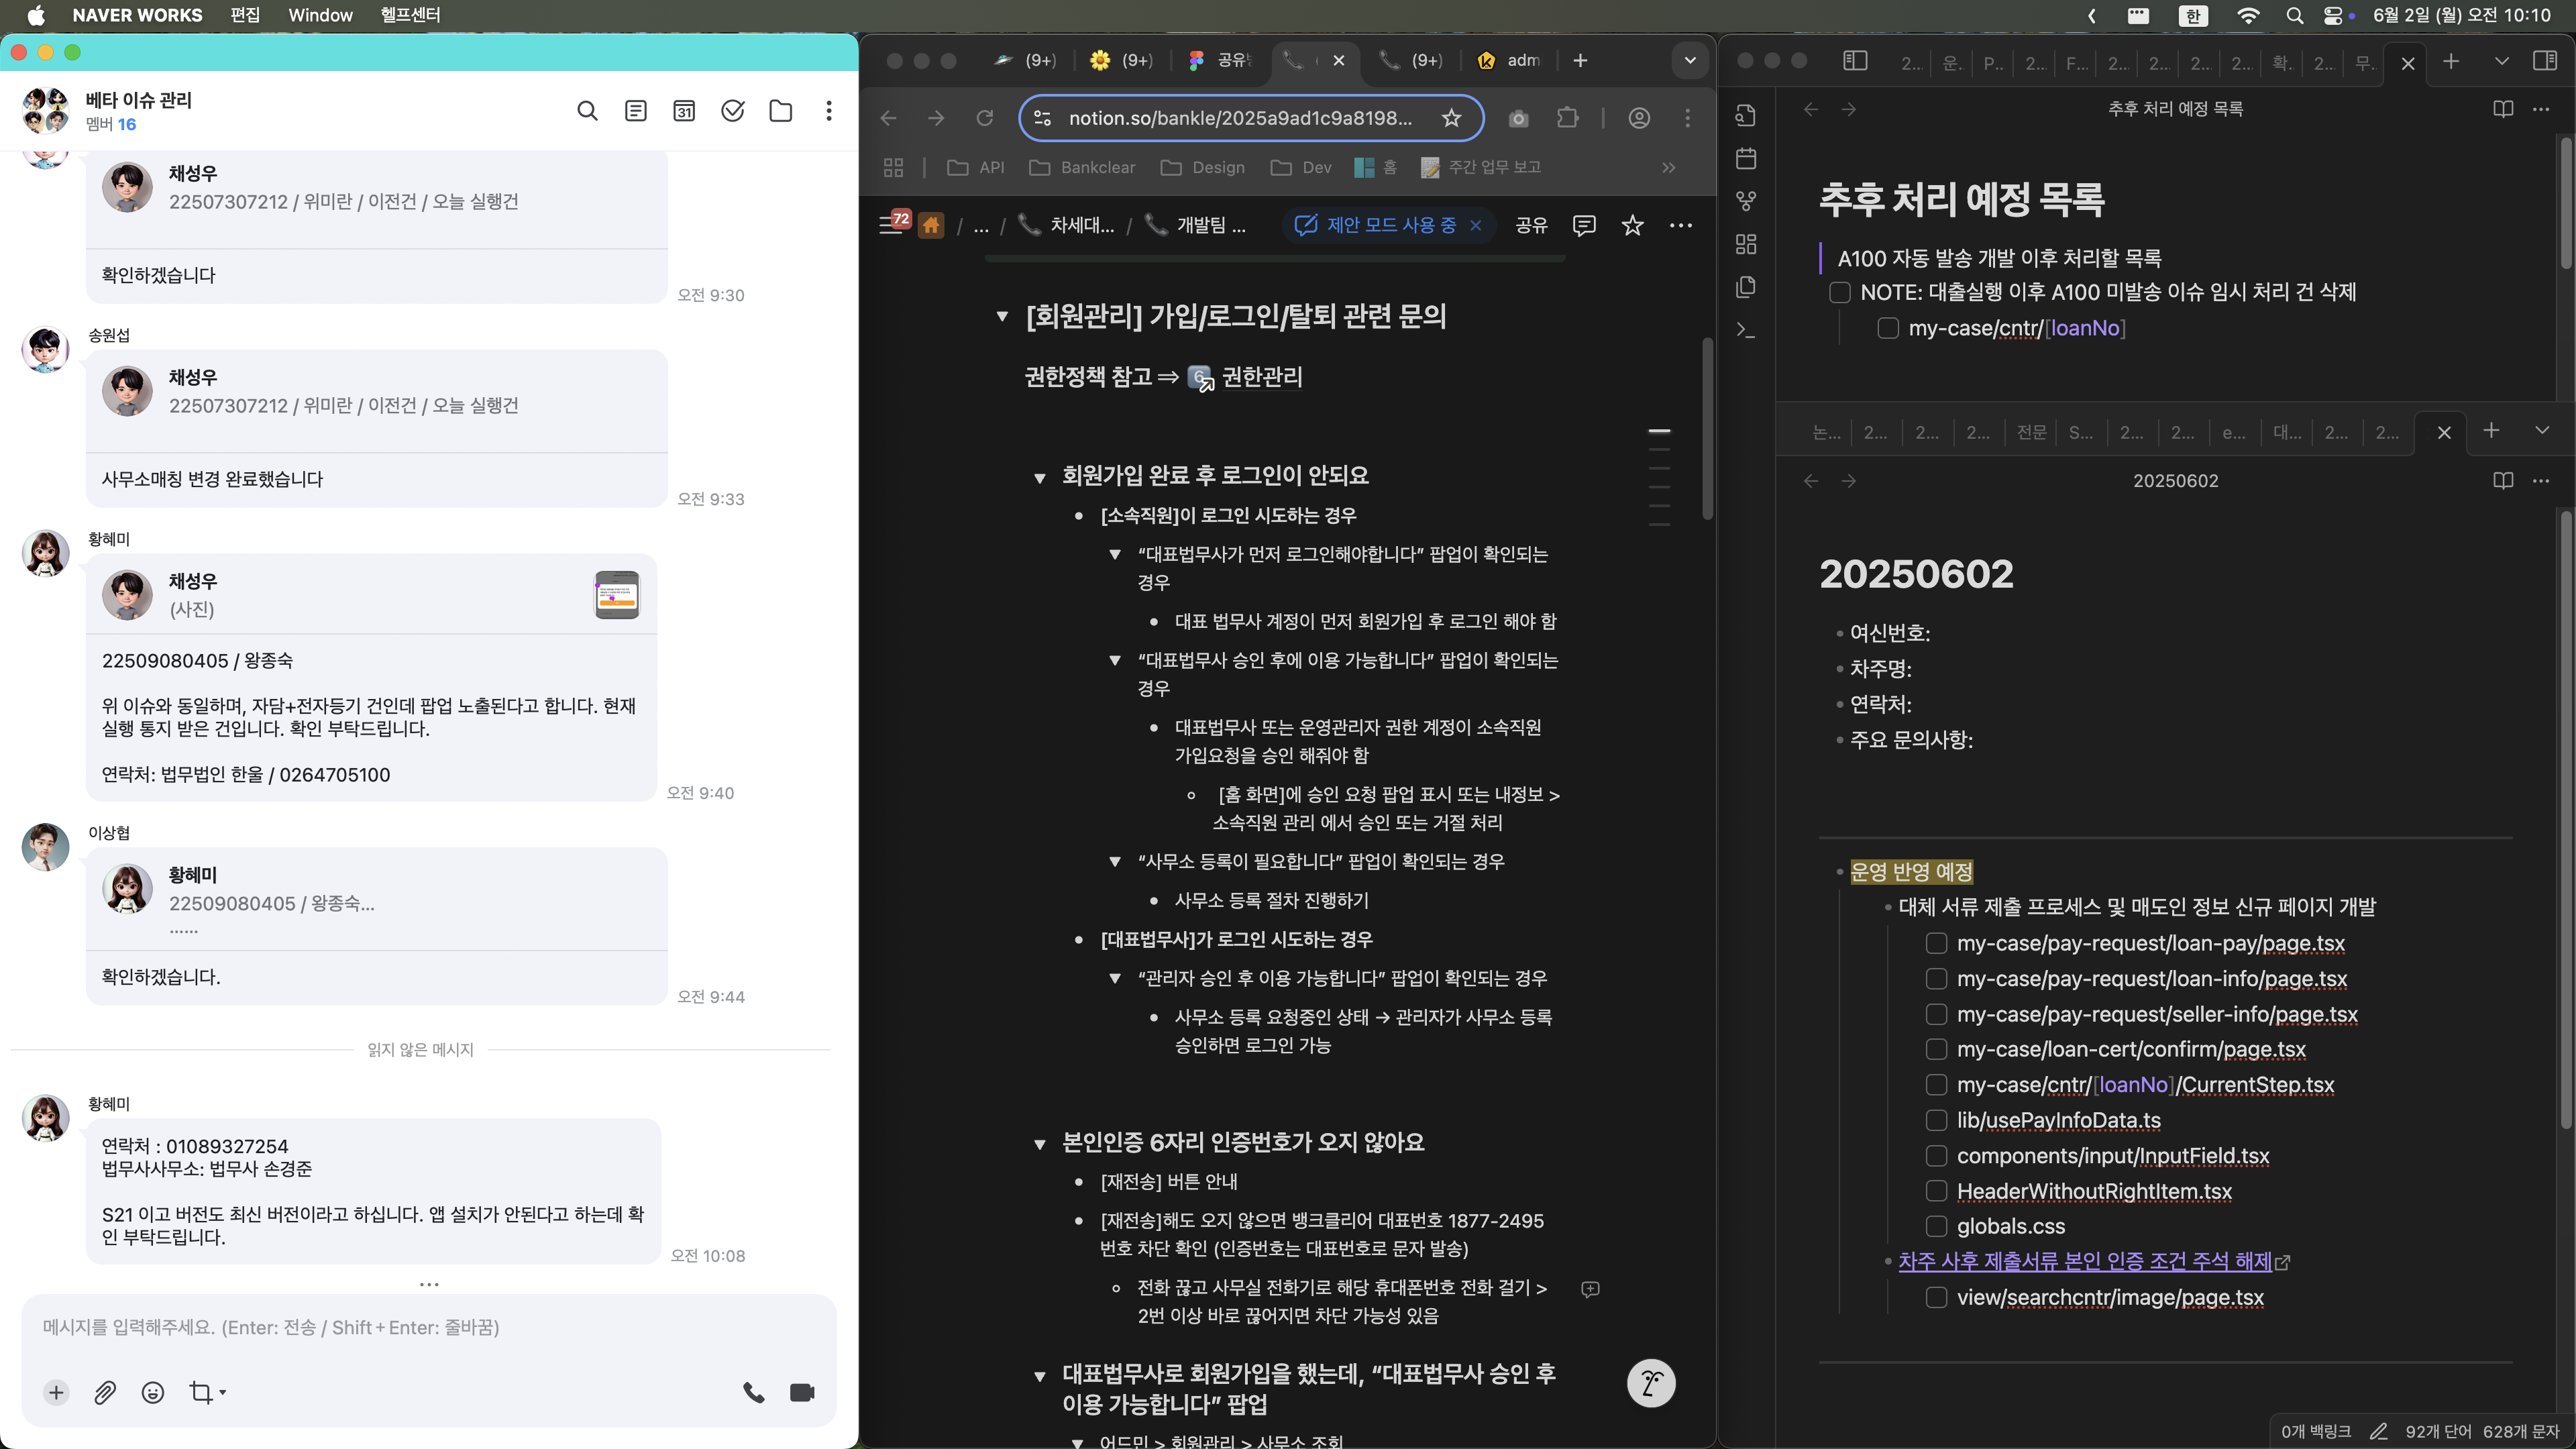 NAVER WORKS 편집 Window 헬프센터
한 6월 2일 (월) 오전 10:10
베타 이슈 관리
멤버 16
31
채성우
22507307212 / 위미란 / 이전건 / 오늘 실행건
확인하겠습니다
오전 9:30
송원섭
채성우
22507307212 / 위미란 / 이전건 / 오늘 실행건
사무소매칭 변경 완료했습니다
오전 9:33
황혜미
채성우
(사진)
22509080405 / 왕종숙
위 이슈와 동일하며, 자담+전자등기 건인데 팝업 노출된다고 합니다. 현재
실행 통지 받은 건입니다. 확인 부탁드립니다.
연락처: 법무법인 한울 / 0264705100
오전 9:40
이상협
황혜미
22509080405 / 왕종숙...
......
확인하겠습니다.
오전 9:44
읽지 않은 메시지
황혜미
연락처 : 01089327254
법무사사무소: 법무사 손경준
S21 이고 버전도 최신 버전이라고 하십니다. 앱 설치가 안된다고 하는데 확
인 부탁드립니다.
오전 10:08
메시지를 입력해주세요. (Enter: 전송 / Shift+Enter: 줄바꿈)
(9+) (9+) 공유 (9+) adm
notion.so/bankle/2025a9ad1c9a8198...
API Bankclear Design Dev 홈 주간 업무 보고
72 / ... / 차세대... / 개발팀 ... 제안 모드 사용 중 공유
[회원관리] 가입/로그인/탈퇴 관련 문의
권한정책 참고 ⇒ 6 권한관리
회원가입 완료 후 로그인이 안되요
[소속직원]이 로그인 시도하는 경우
“대표법무사가 먼저 로그인해야합니다” 팝업이 확인되는
경우
대표 법무사 계정이 먼저 회원가입 후 로그인 해야 함
“대표법무사 승인 후에 이용 가능합니다” 팝업이 확인되는
경우
대표법무사 또는 운영관리자 권한 계정이 소속직원
가입요청을 승인 해줘야 함
[홈 화면]에 승인 요청 팝업 표시 또는 내정보 >
소속직원 관리 에서 승인 또는 거절 처리
“사무소 등록이 필요합니다” 팝업이 확인되는 경우
사무소 등록 절차 진행하기
[대표법무사]가 로그인 시도하는 경우
“관리자 승인 후 이용 가능합니다” 팝업이 확인되는 경우
사무소 등록 요청중인 상태 → 관리자가 사무소 등록
승인하면 로그인 가능
본인인증 6자리 인증번호가 오지 않아요
[재전송] 버튼 안내
[재전송]해도 오지 않으면 뱅크클리어 대표번호 1877-2495
번호 차단 확인 (인증번호는 대표번호로 문자 발송)
전화 끊고 사무실 전화기로 해당 휴대폰번호 전화 걸기 >
2번 이상 바로 끊어지면 차단 가능성 있음
대표법무사로 회원가입을 했는데, “대표법무사 승인 후
이용 가능합니다” 팝업
어드민 > 회원관리 > 사무소 조회
2... 운. P... 2... F... 2... 2... 2... 2... 확. 2... 무.
추후 처리 예정 목록
추후 처리 예정 목록
A100 자동 발송 개발 이후 처리할 목록
NOTE: 대출실행 이후 A100 미발송 이슈 임시 처리 건 삭제
my-case/cntr/[loanNo]
논... 2... 2... 2... 전문 S... 2... 2... e... 대... 2... 2...
20250602
20250602
여신번호:
차주명:
연락처:
주요 문의사항:
운영 반영 예정
대체 서류 제출 프로세스 및 매도인 정보 신규 페이지 개발
my-case/pay-request/loan-pay/page.tsx
my-case/pay-request/loan-info/page.tsx
my-case/pay-request/seller-info/page.tsx
my-case/loan-cert/confirm/page.tsx
my-case/cntr/[loanNo]/CurrentStep.tsx
lib/usePayInfoData.ts
components/input/InputField.tsx
HeaderWithoutRightItem.tsx
globals.css
차주 사후 제출서류 본인 인증 조건 주석 해제
view/searchcntr/image/page.tsx
0개 백링크 92개 단어 628개 문자